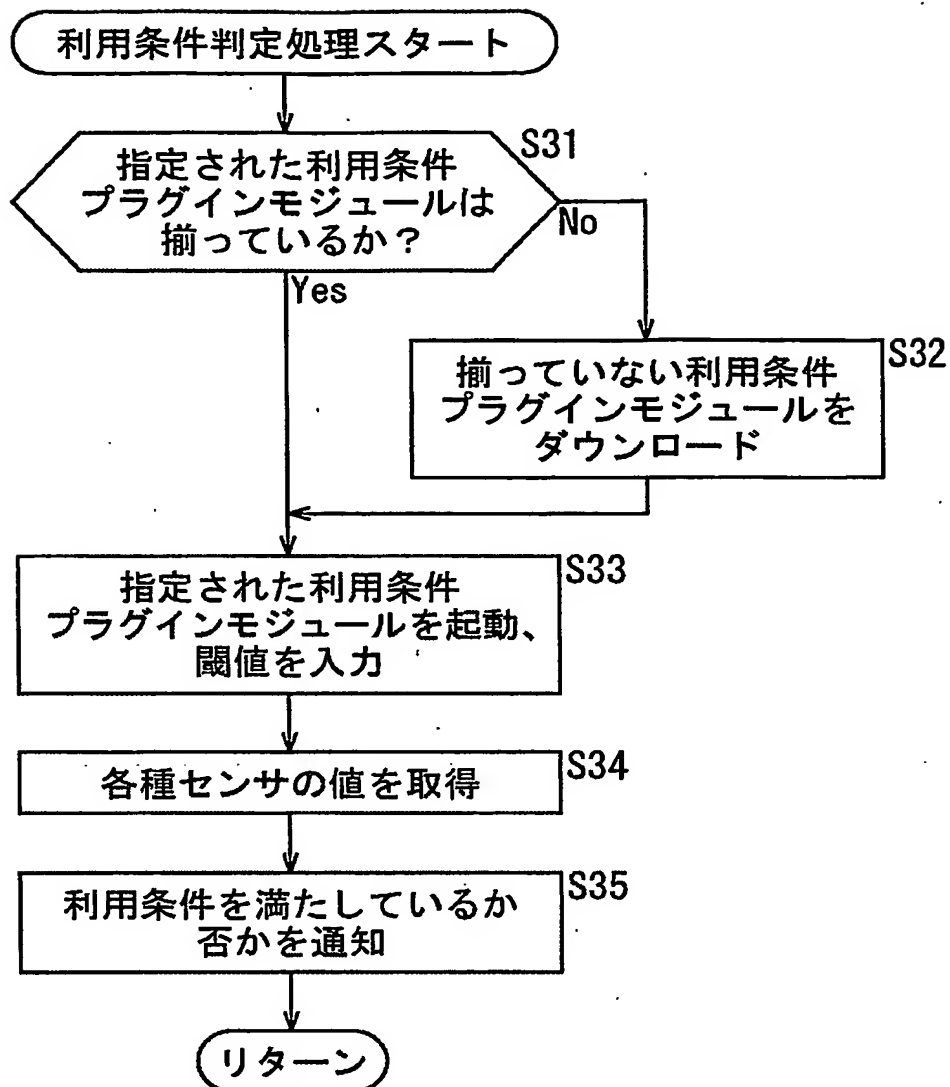 利用条件判定処理スタート
S31
指定された利用条件
プラグインモジュールは
揃っているか？
No
Yes
S32
揃っていない利用条件
プラグインモジュールを
ダウンロード
S33
指定された利用条件
プラグインモジュールを起動、
閾値を入力
S34
各種センサの値を取得
S35
利用条件を満たしているか
否かを通知
リターン